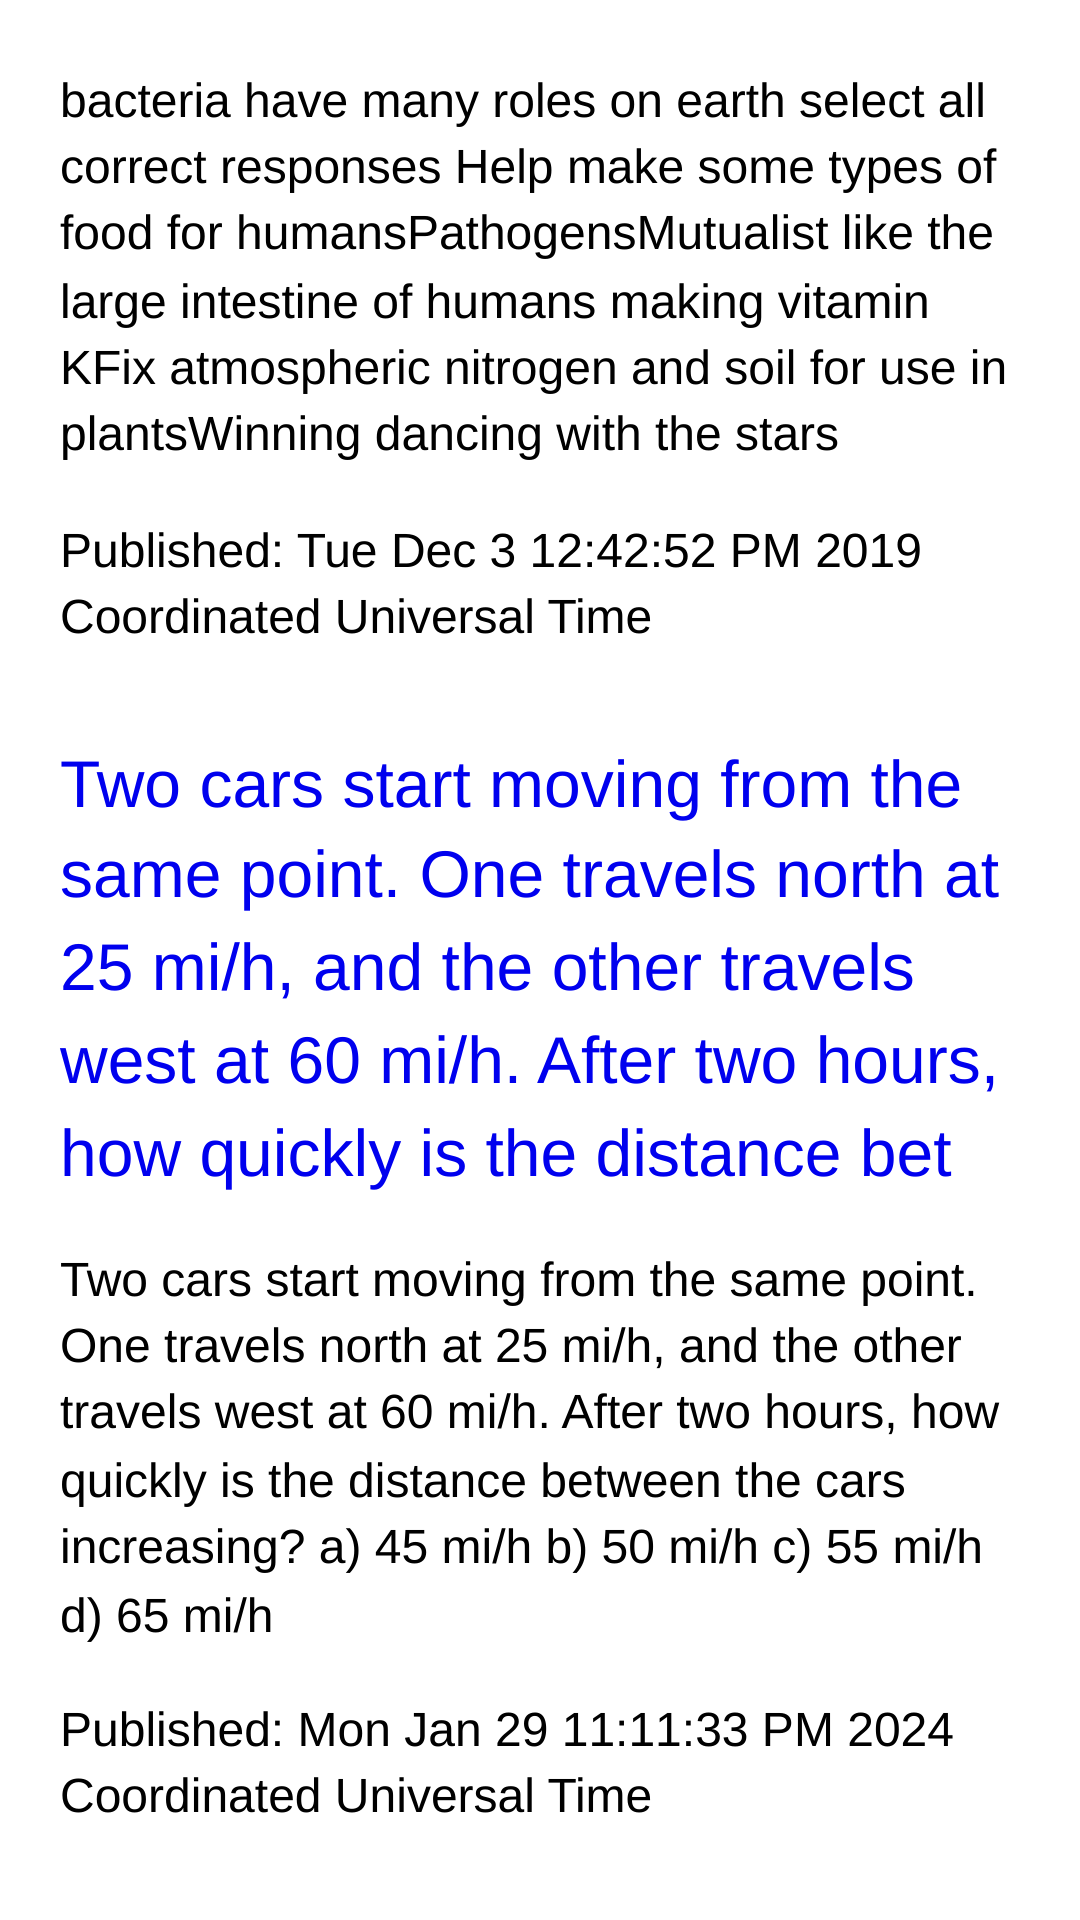 bacteria have many roles on earth select all
correct responses Help make some types of
food for humansPathogensMutualist like the
large intestine of humans making vitamin
KFix atmospheric nitrogen and soil for use in
plantsWinning dancing with the stars
Published: Tue Dec 3 12:42:52 PM 2019
Coordinated Universal Time
Two cars start moving from the
same point. One travels north at
25 mi/h, and the other travels
west at 60 mi/h. After two hours,
how quickly is the distance bet
Two cars start moving from the same point.
One travels north at 25 mi/h, and the other
travels west at 60 mi/h. After two hours, how
quickly is the distance between the cars
increasing? a) 45 mi/h b) 50 mi/h c) 55 mi/h
d) 65 mi/h
Published: Mon Jan 29 11:11:33 PM 2024
Coordinated Universal Time